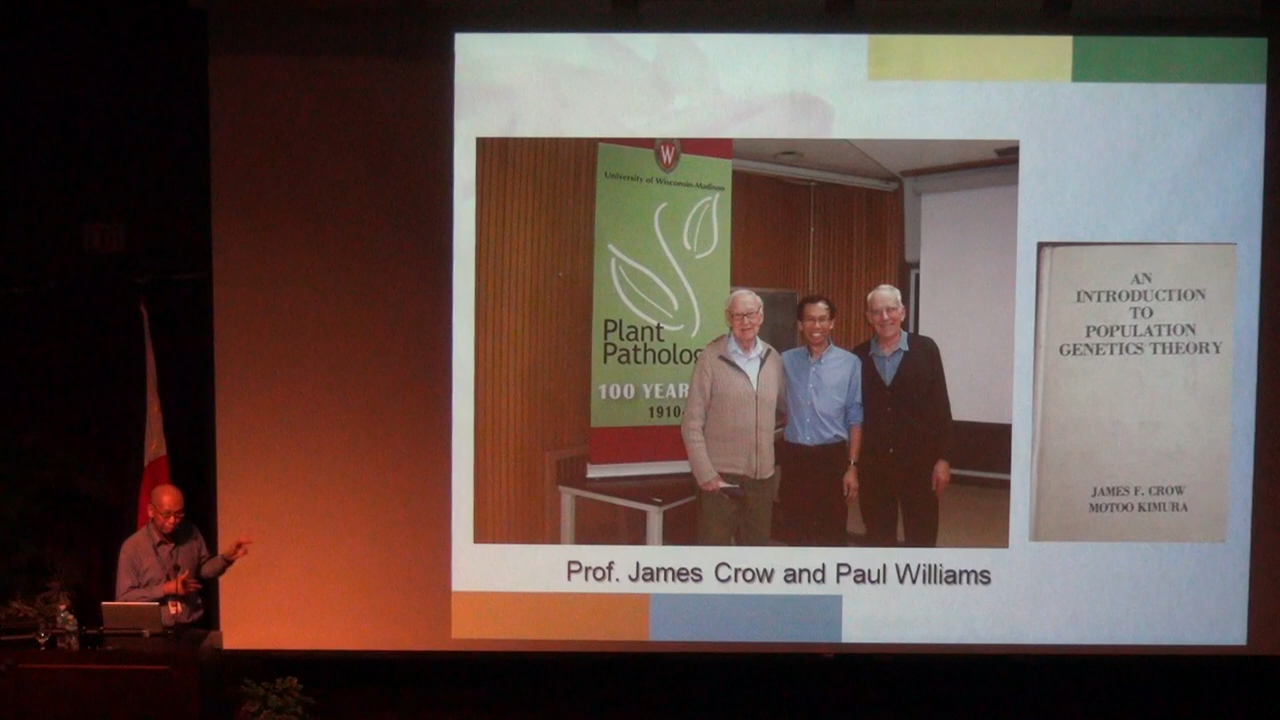 W
University of Wisconsin-Madison
Plant
Patholo
100 YEAR
1910
AN
INTRODUCTION
TO
POPULATION
GENETICS THEORY
JAMES F. CROW
MOTOO KIMURA
Prof. James Crow and Paul Williams